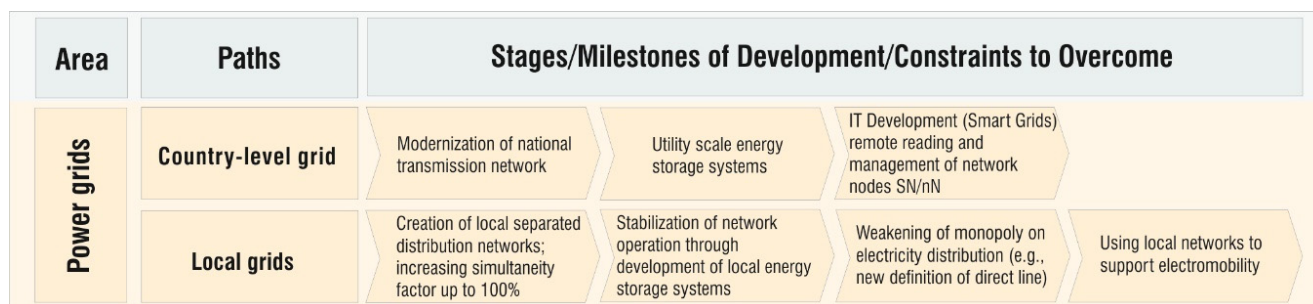 Area
Paths
Stages/Milestones of Development/Constraints to Overcome
Power grids
Country-level grid
Modernization of national
transmission network
Utility scale energy
storage systems
IT Development (Smart Grids)
remote reading and
management of network
nodes SN/nN
Local grids
Creation of local separated
distribution networks;
increasing simultaneity
factor up to 100%
Stabilization of network
operation through
development of local energy
storage systems
Weakening of monopoly on
electricity distribution (e.g.,
new definition of direct line)
Using local networks to
support electromobility